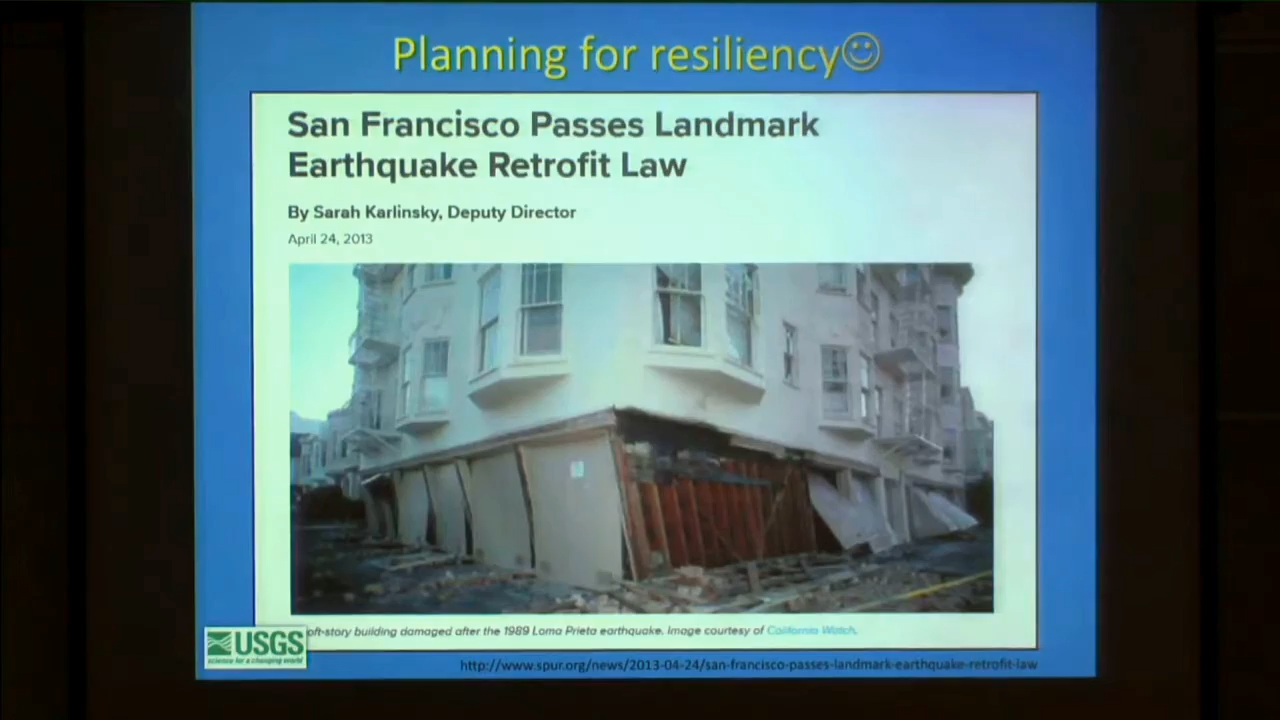 Planning for resiliency☺
San Francisco Passes Landmark
Earthquake Retrofit Law
By Sarah Karlinsky, Deputy Director
April 24, 2013
oft-story building damaged after the 1989 Loma Prieta earthquake. Image courtesy of California Watch.
USGS
science for a changing world
http://www.spur.org/news/2013-04-24/san-francisco-passes-landmark-earthquake-retrofit-law